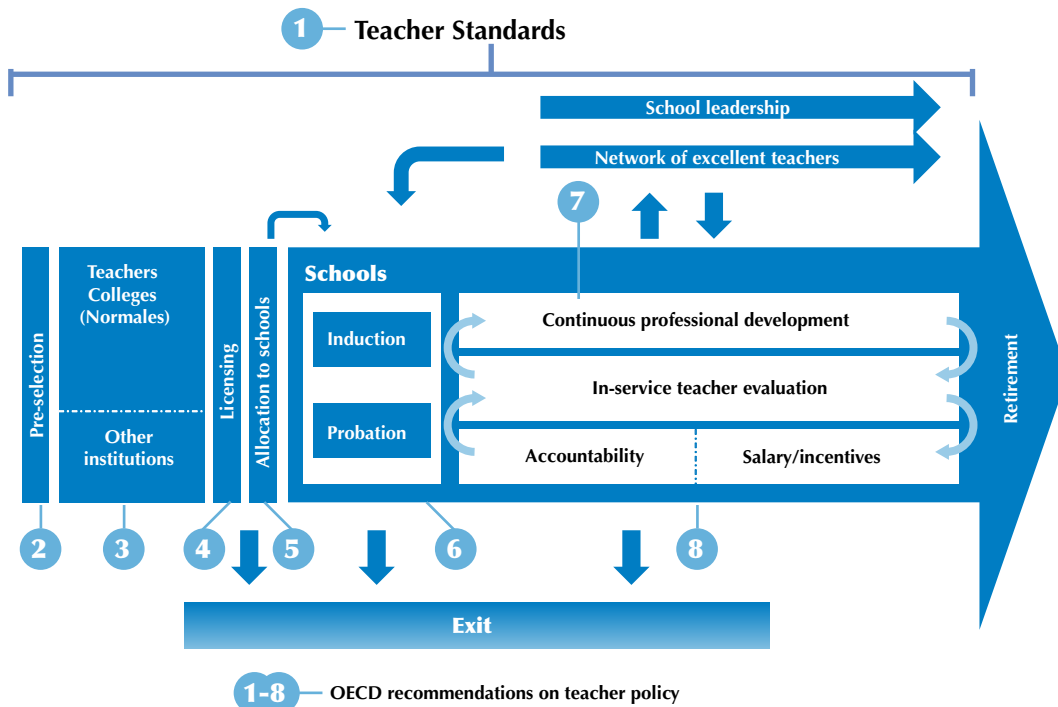 1 Teacher Standards
School leadership
Network of excellent teachers
7
Pre-selection
Teachers
Colleges
(Normales)
Other
institutions
Licensing
Allocation to schools
Schools
Induction
Probation
Continuous professional development
In-service teacher evaluation
Accountability
Salary/incentives
Retirement
2
3
4
5
6
8
Exit
1-8 OECD recommendations on teacher policy